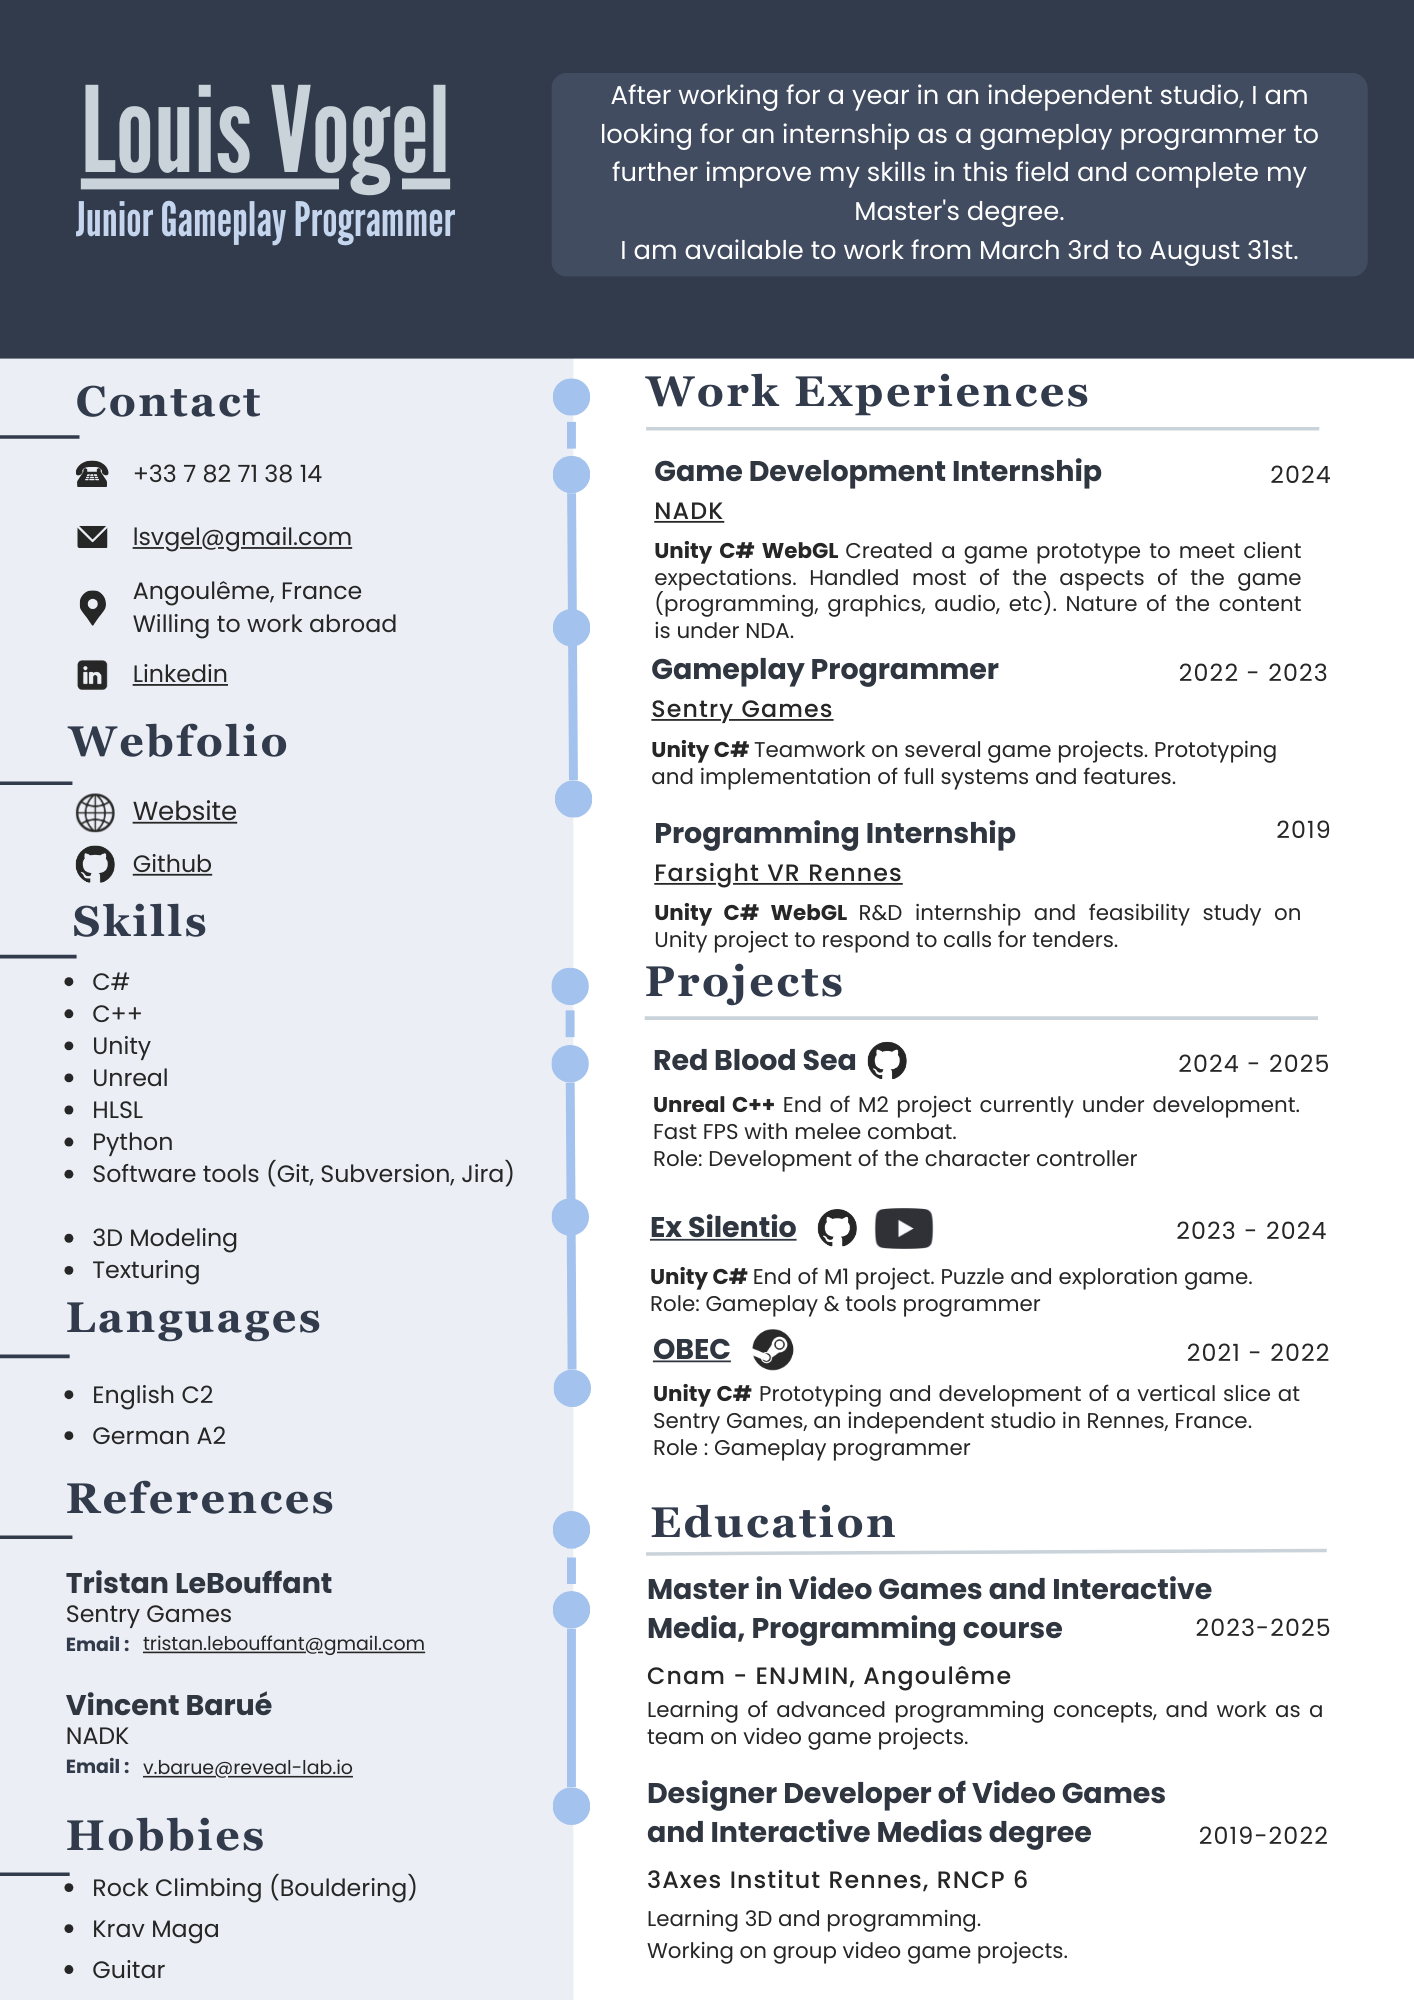 Louis Vogel
Junior Gameplay Programmer
After working for a year in an independent studio, I am
looking for an internship as a gameplay programmer to
further improve my skills in this field and complete my
Master's degree.
I am available to work from March 3rd to August 31st.
Contact
+33 7 82 71 38 14
lsvgel@gmail.com
Angoulême, France
Willing to work abroad
Linkedin
Webfolio
Website
Github
Skills
• C#
• C++
• Unity
• Unreal
• HLSL
• Python
• Software tools (Git, Subversion, Jira)
• 3D Modeling
• Texturing
Languages
• English C2
• German A2
References
Tristan LeBouffant
Sentry Games
Email : tristan.lebouffant@gmail.com
Vincent Barué
NADK
Email : v.barue@reveal-lab.io
Hobbies
• Rock Climbing (Bouldering)
• Krav Maga
• Guitar
Work Experiences
Game Development Internship 2024
NADK
Unity C# WebGL Created a game prototype to meet client
expectations. Handled most of the aspects of the game
(programming, graphics, audio, etc). Nature of the content
is under NDA.
Gameplay Programmer 2022 - 2023
Sentry Games
Unity C# Teamwork on several game projects. Prototyping
and implementation of full systems and features.
Programming Internship 2019
Farsight VR Rennes
Unity C# WebGL R&D internship and feasibility study on
Unity project to respond to calls for tenders.
Projects
Red Blood Sea 2024 - 2025
Unreal C++ End of M2 project currently under development.
Fast FPS with melee combat.
Role: Development of the character controller
Ex Silentio 2023 - 2024
Unity C# End of M1 project. Puzzle and exploration game.
Role: Gameplay & tools programmer
OBEC 2021 - 2022
Unity C# Prototyping and development of a vertical slice at
Sentry Games, an independent studio in Rennes, France.
Role : Gameplay programmer
Education
Master in Video Games and Interactive
Media, Programming course 2023-2025
Cnam - ENJMIN, Angoulême
Learning of advanced programming concepts, and work as a
team on video game projects.
Designer Developer of Video Games
and Interactive Medias degree 2019-2022
3Axes Institut Rennes, RNCP 6
Learning 3D and programming.
Working on group video game projects.